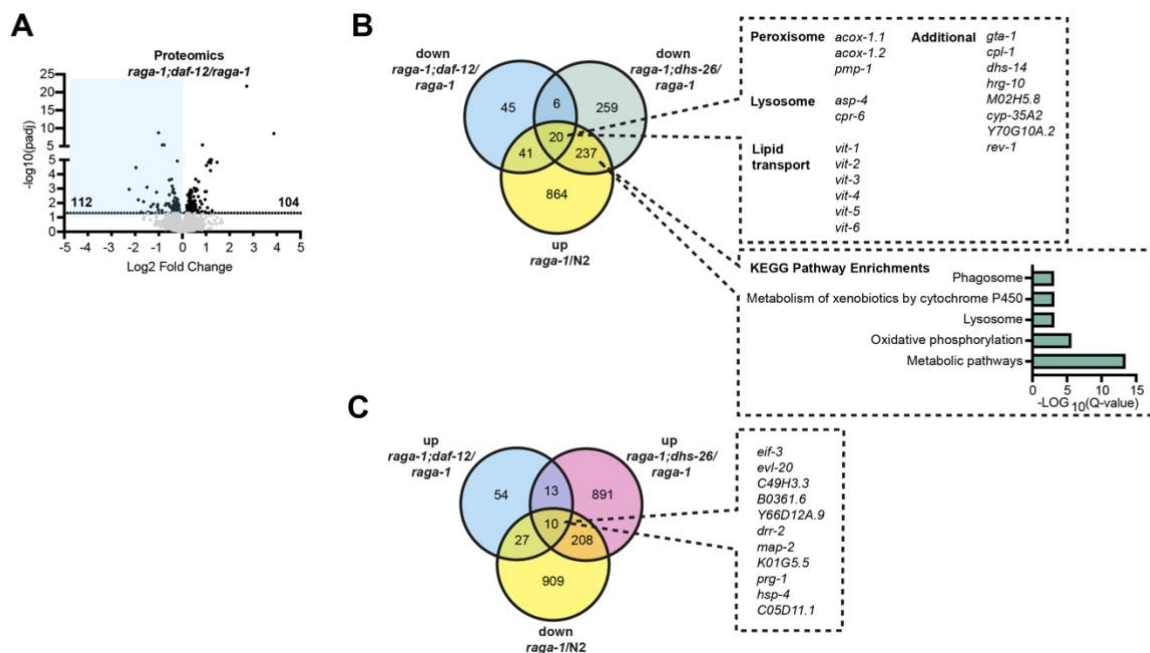 A
Proteomics
raga-1;daf-12/raga-1
-log10(padj)
25
20
15
10
5
5
4
3
2
1
0
112
104
-5 -4 -3 -2 -1 0 1 2 3 4 5
Log2 Fold Change
B
down
raga-1;daf-12/
raga-1
down
raga-1;dhs-26/
raga-1
45
6
259
20
41
237
864
up
raga-1/N2
Peroxisome
acox-1.1
acox-1.2
pmp-1
Lysosome
asp-4
cpr-6
Lipid
transport
vit-1
vit-2
vit-3
vit-4
vit-5
vit-6
Additional
gta-1
cpl-1
dhs-14
hrg-10
M02H5.8
cyp-35A2
Y70G10A.2
rev-1
KEGG Pathway Enrichments
Phagosome
Metabolism of xenobiotics by cytochrome P450
Lysosome
Oxidative phosphorylation
Metabolic pathways
0 5 10 15
-LOG 10(Q-value)
C
up
raga-1;daf-12/
raga-1
up
raga-1;dhs-26/
raga-1
54
13
891
10
27
208
909
down
raga-1/N2
eif-3
evl-20
C49H3.3
B0361.6
Y66D12A.9
drr-2
map-2
K01G5.5
prg-1
hsp-4
C05D11.1